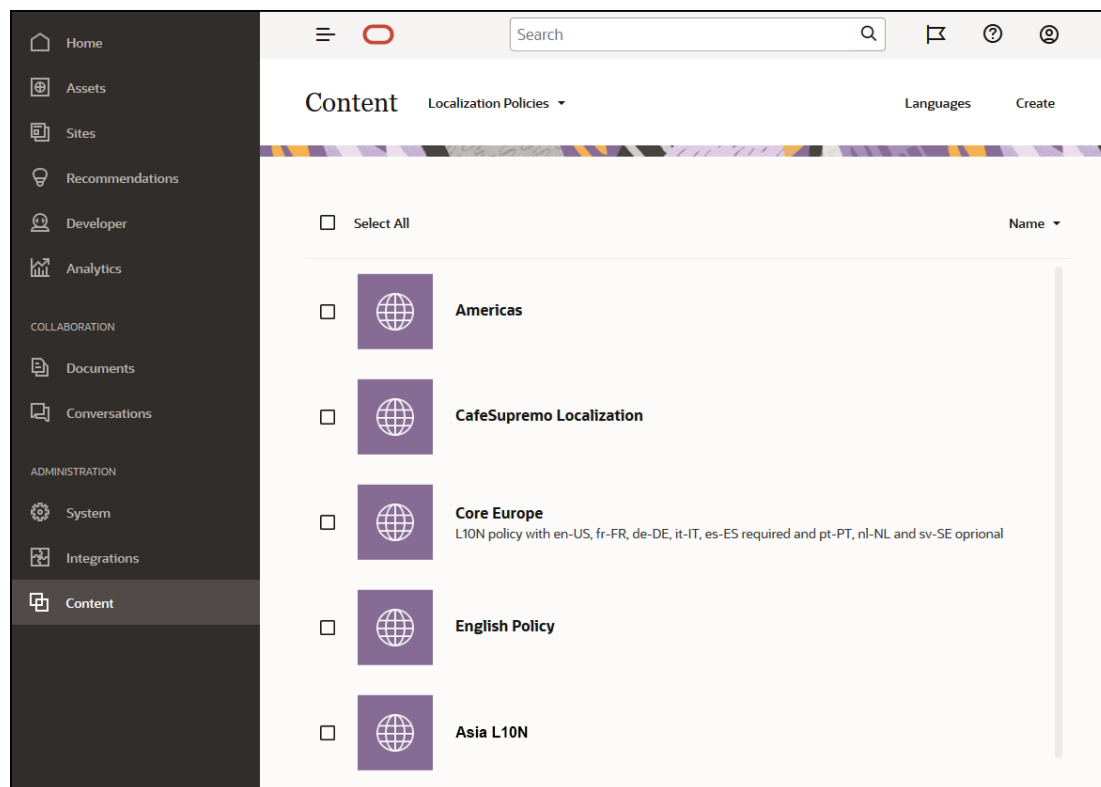 Home
Assets
Sites
Recommendations
Developer
Analytics
COLLABORATION
Documents
Conversations
ADMINISTRATION
System
Integrations
Content
Search
Content Localization Policies Languages Create
Select All Name
Americas
CafeSupremo Localization
Core Europe
L10N policy with en-US, fr-FR, de-DE, it-IT, es-ES required and pt-PT, nl-NL and sv-SE oprional
English Policy
Asia L10N